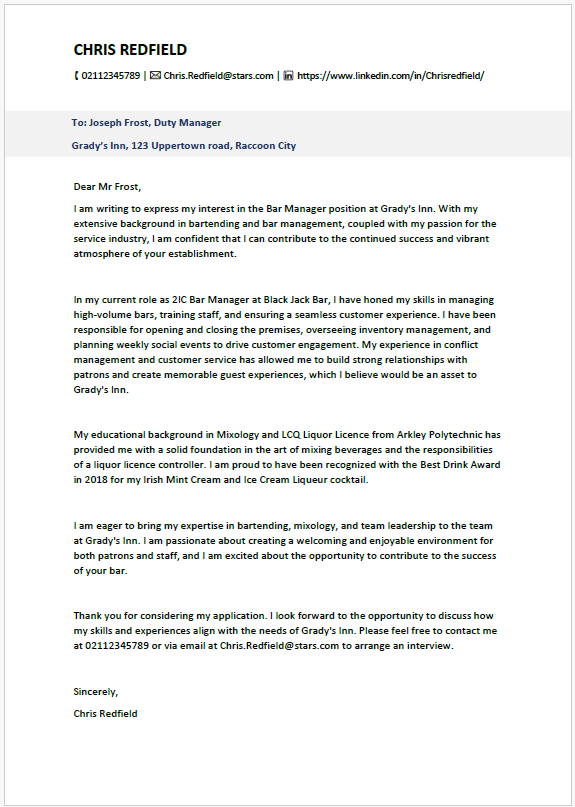 CHRIS REDFIELD
02112345789 | Chris.Redfield@stars.com | https://www.linkedin.com/in/Chrisredfield/
To: Joseph Frost, Duty Manager
Grady's Inn, 123 Uppertown road, Raccoon City
Dear Mr Frost,
I am writing to express my interest in the Bar Manager position at Grady's Inn. With my
extensive background in bartending and bar management, coupled with my passion for the
service industry, I am confident that I can contribute to the continued success and vibrant
atmosphere of your establishment.
In my current role as 2IC Bar Manager at Black Jack Bar, I have honed my skills in managing
high-volume bars, training staff, and ensuring a seamless customer experience. I have been
responsible for opening and closing the premises, overseeing inventory management, and
planning weekly social events to drive customer engagement. My experience in conflict
management and customer service has allowed me to build strong relationships with
patrons and create memorable guest experiences, which I believe would be an asset to
Grady's Inn.
My educational background in Mixology and LCQ Liquor Licence from Arkley Polytechnic has
provided me with a solid foundation in the art of mixing beverages and the responsibilities
of a liquor licence controller. I am proud to have been recognized with the Best Drink Award
in 2018 for my Irish Mint Cream and Ice Cream Liqueur cocktail.
I am eager to bring my expertise in bartending, mixology, and team leadership to the team
at Grady's Inn. I am passionate about creating a welcoming and enjoyable environment for
both patrons and staff, and I am excited about the opportunity to contribute to the success
of your bar.
Thank you for considering my application. I look forward to the opportunity to discuss how
my skills and experiences align with the needs of Grady's Inn. Please feel free to contact me
at 02112345789 or via email at Chris.Redfield@stars.com to arrange an interview.
Sincerely,
Chris Redfield